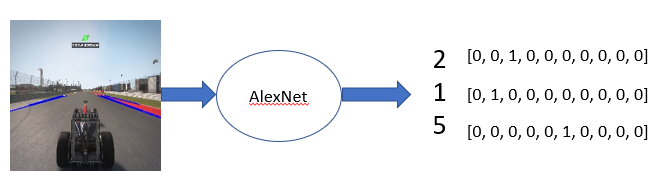 AlexNet
2 [0, 0, 1, 0, 0, 0, 0, 0, 0, 0]
1 [0, 1, 0, 0, 0, 0, 0, 0, 0, 0]
5 [0, 0, 0, 0, 0, 1, 0, 0, 0, 0]